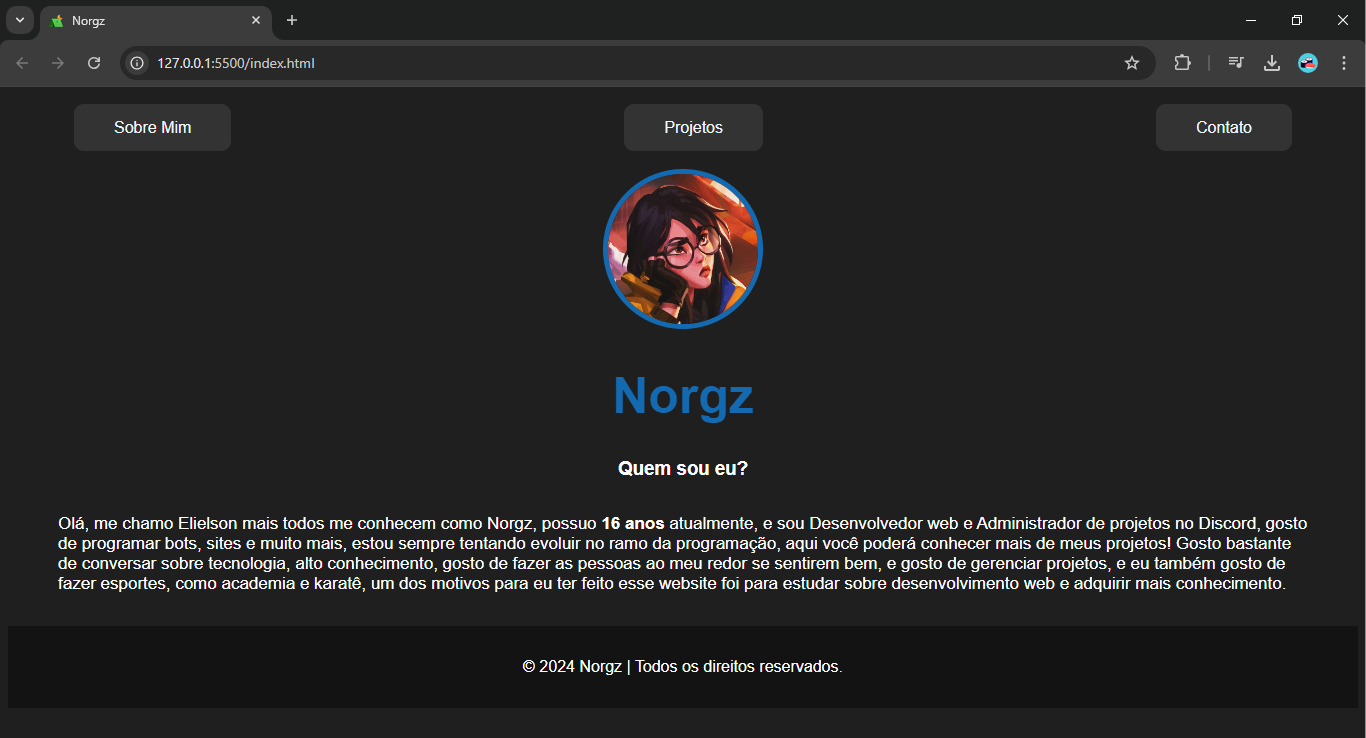 Norgz
127.0.0.1:5500/index.html
Sobre Mim
Projetos
Contato
Norgz
Quem sou eu?
Olá, me chamo Elielson mais todos me conhecem como Norgz, possuo 16 anos atualmente, e sou Desenvolvedor web e Administrador de projetos no Discord, gosto
de programar bots, sites e muito mais, estou sempre tentando evoluir no ramo da programação, aqui você poderá conhecer mais de meus projetos! Gosto bastante
de conversar sobre tecnologia, alto conhecimento, gosto de fazer as pessoas ao meu redor se sentirem bem, e gosto de gerenciar projetos, e eu também gosto de
fazer esportes, como academia e karatê, um dos motivos para eu ter feito esse website foi para estudar sobre desenvolvimento web e adquirir mais conhecimento.
© 2024 Norgz | Todos os direitos reservados.